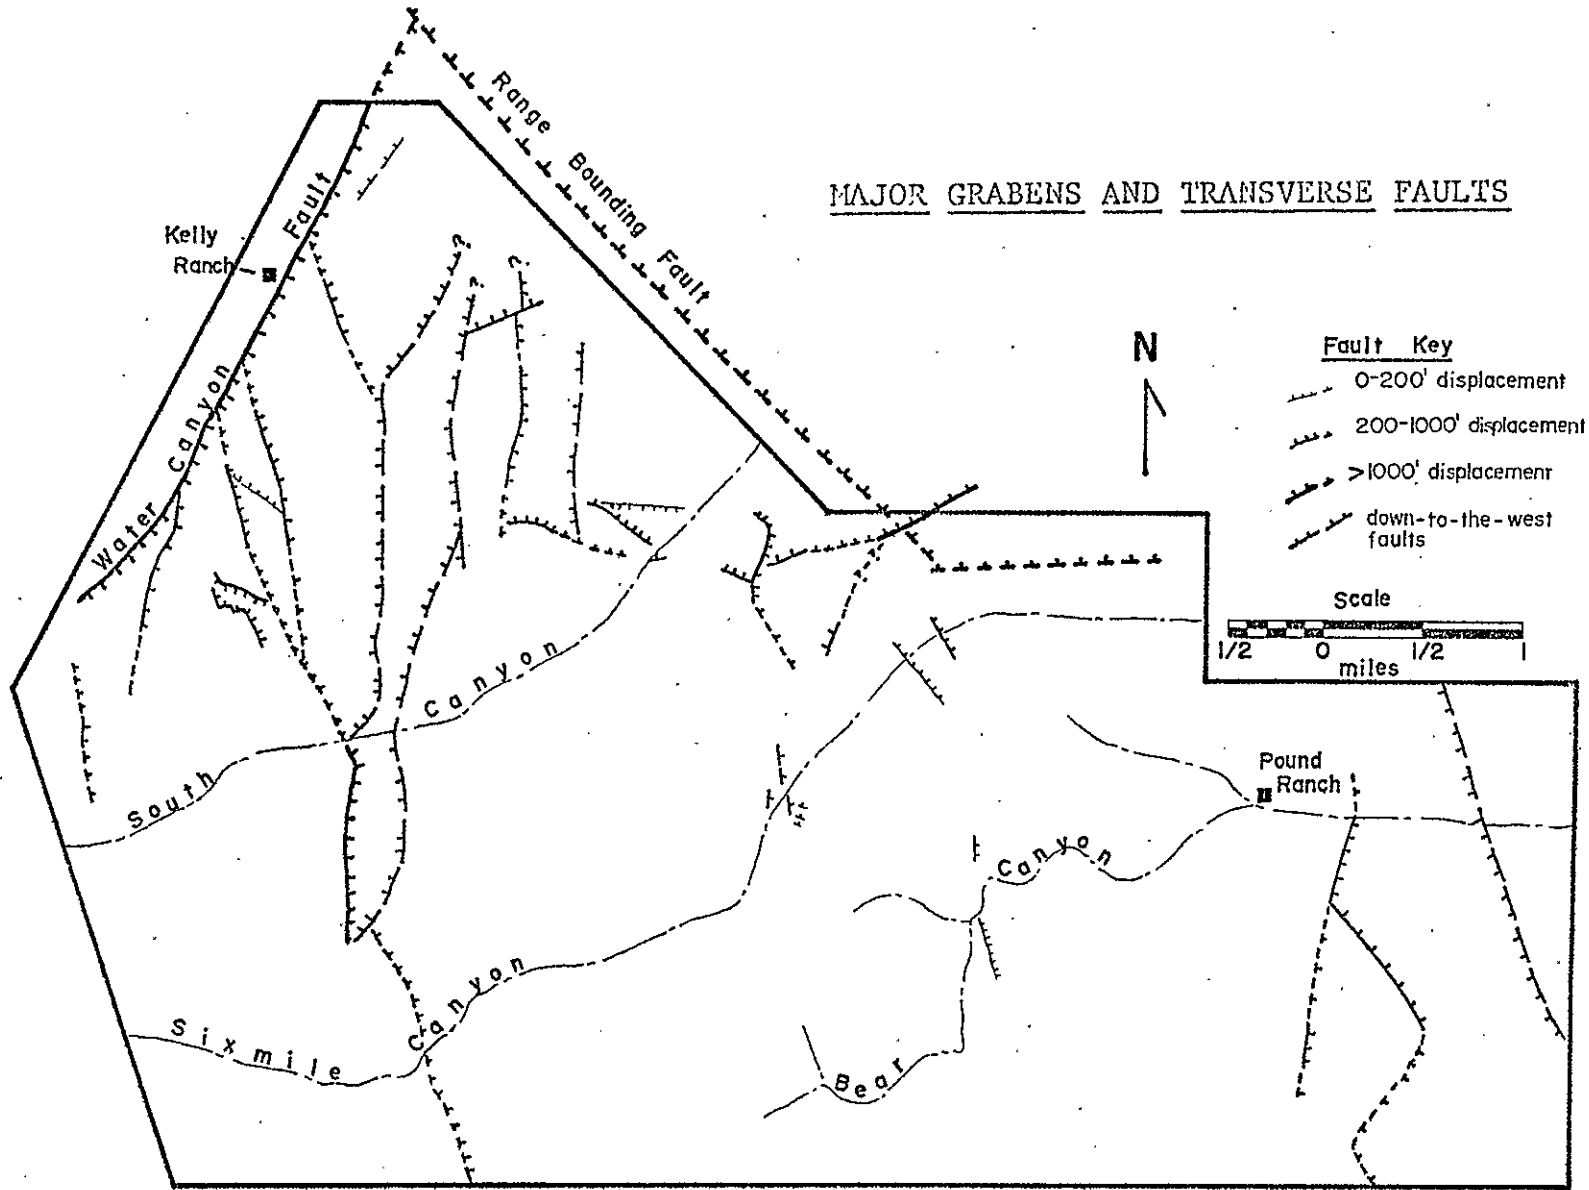 MAJOR GRABENS AND TRANSVERSE FAULTS
Range Bounding Fault
Kelly
Ranch
Water Canyon Fault
?
?
?
N
Fault Key
0-200' displacement
200-1000' displacement
>1000' displacement
down-to-the-west
faults
Scale
1/2 0 1/2 1
miles
South Canyon
Pound
Ranch
Sixmile Canyon
Bear Canyon